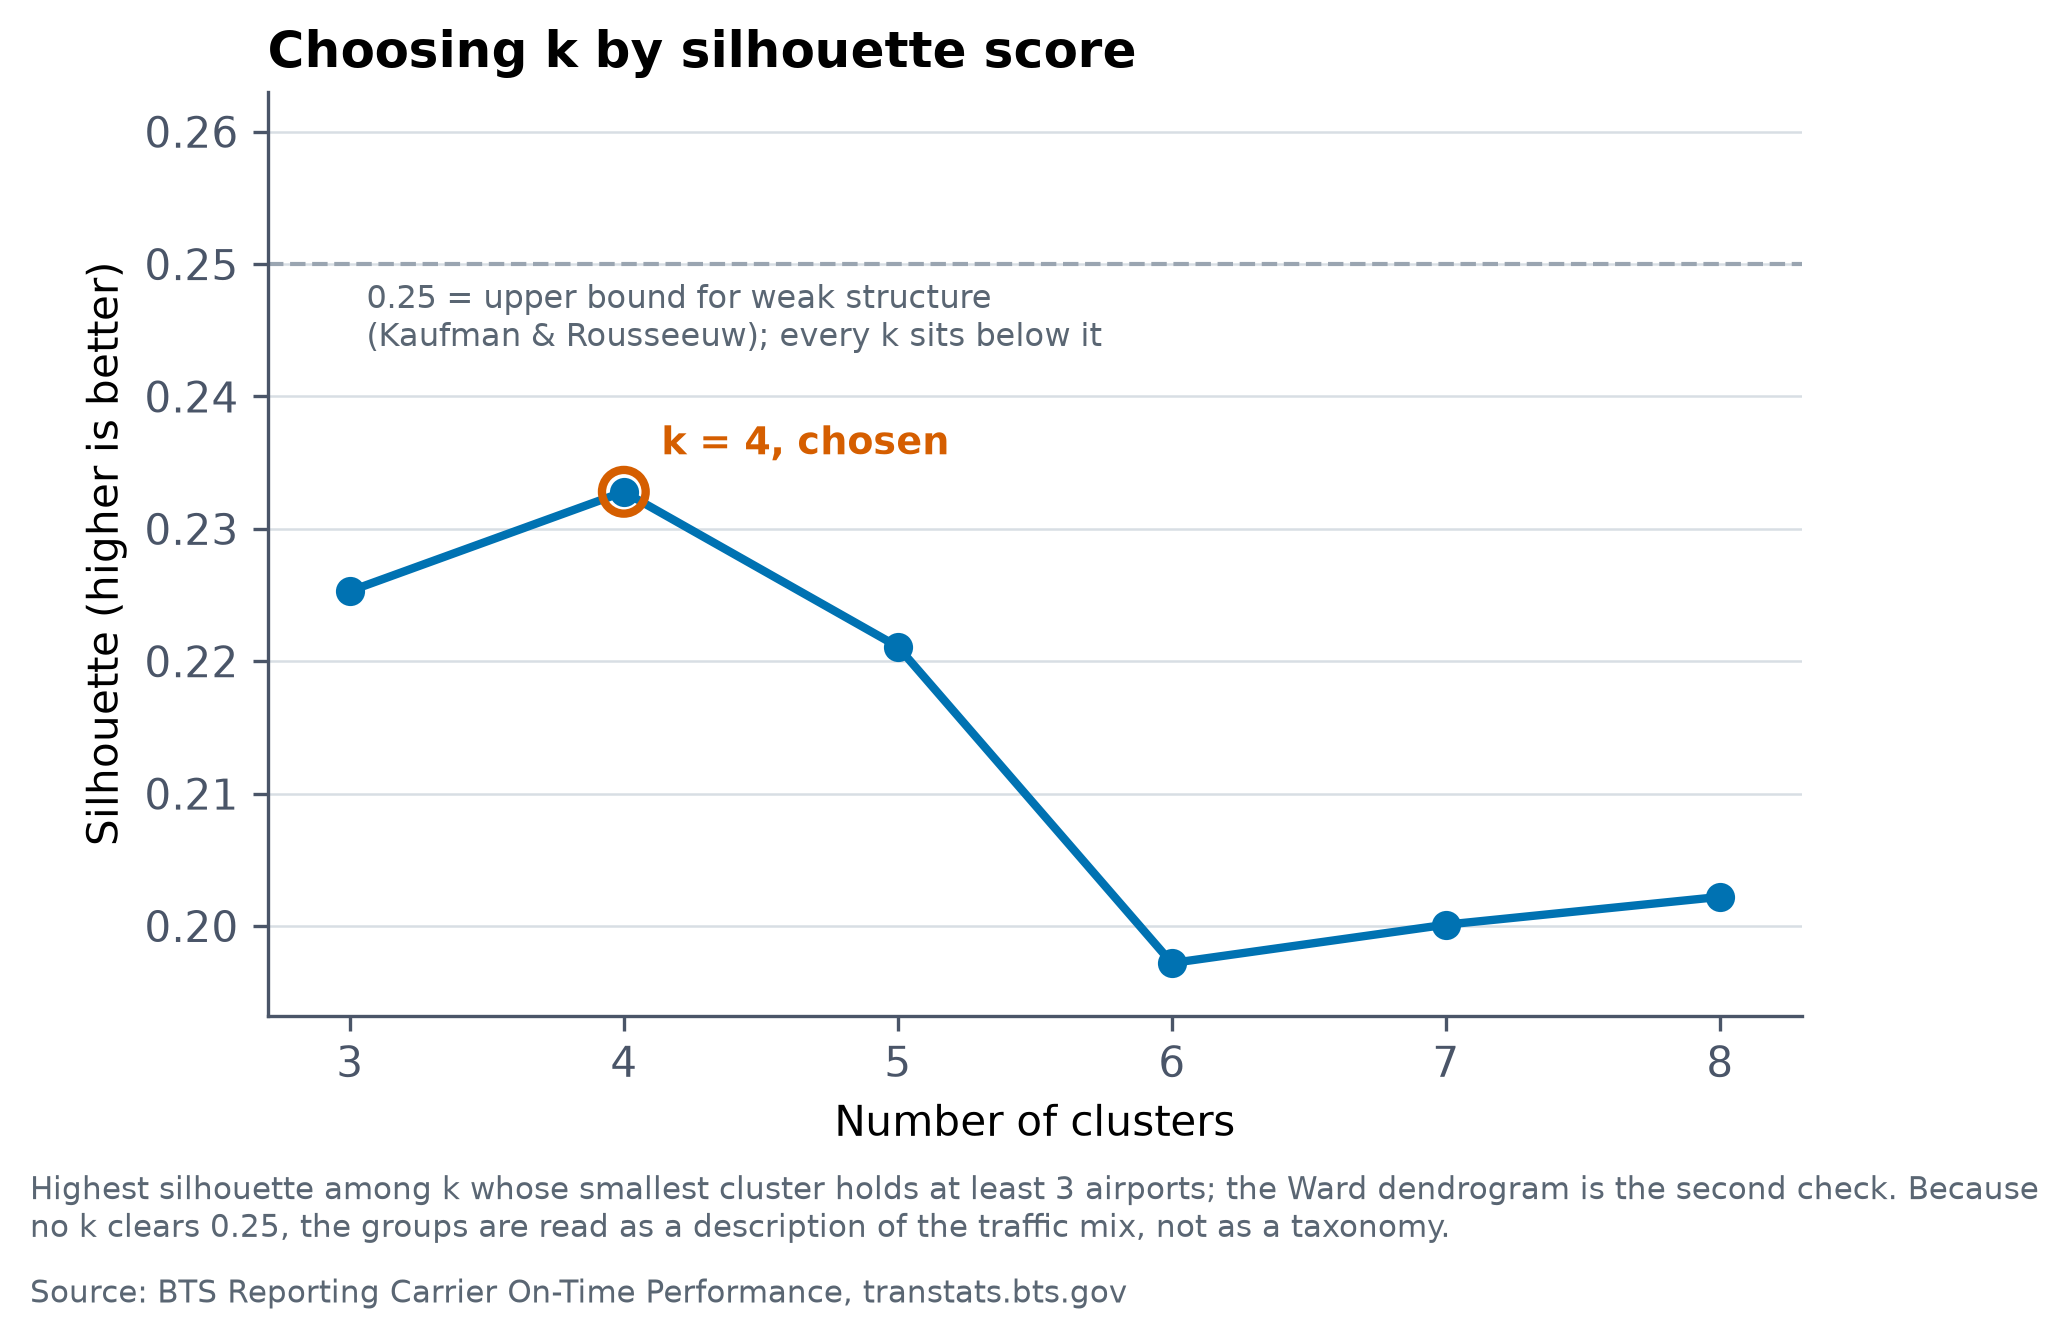 Choosing k by silhouette score
Silhouette (higher is better)
0.26
0.25
0.24
0.23
0.22
0.21
0.20
0.25 = upper bound for weak structure
(Kaufman & Rousseeuw); every k sits below it
k = 4, chosen
3 4 5 6 7 8
Number of clusters
Highest silhouette among k whose smallest cluster holds at least 3 airports; the Ward dendrogram is the second check. Because
no k clears 0.25, the groups are read as a description of the traffic mix, not as a taxonomy.
Source: BTS Reporting Carrier On-Time Performance, transtats.bts.gov